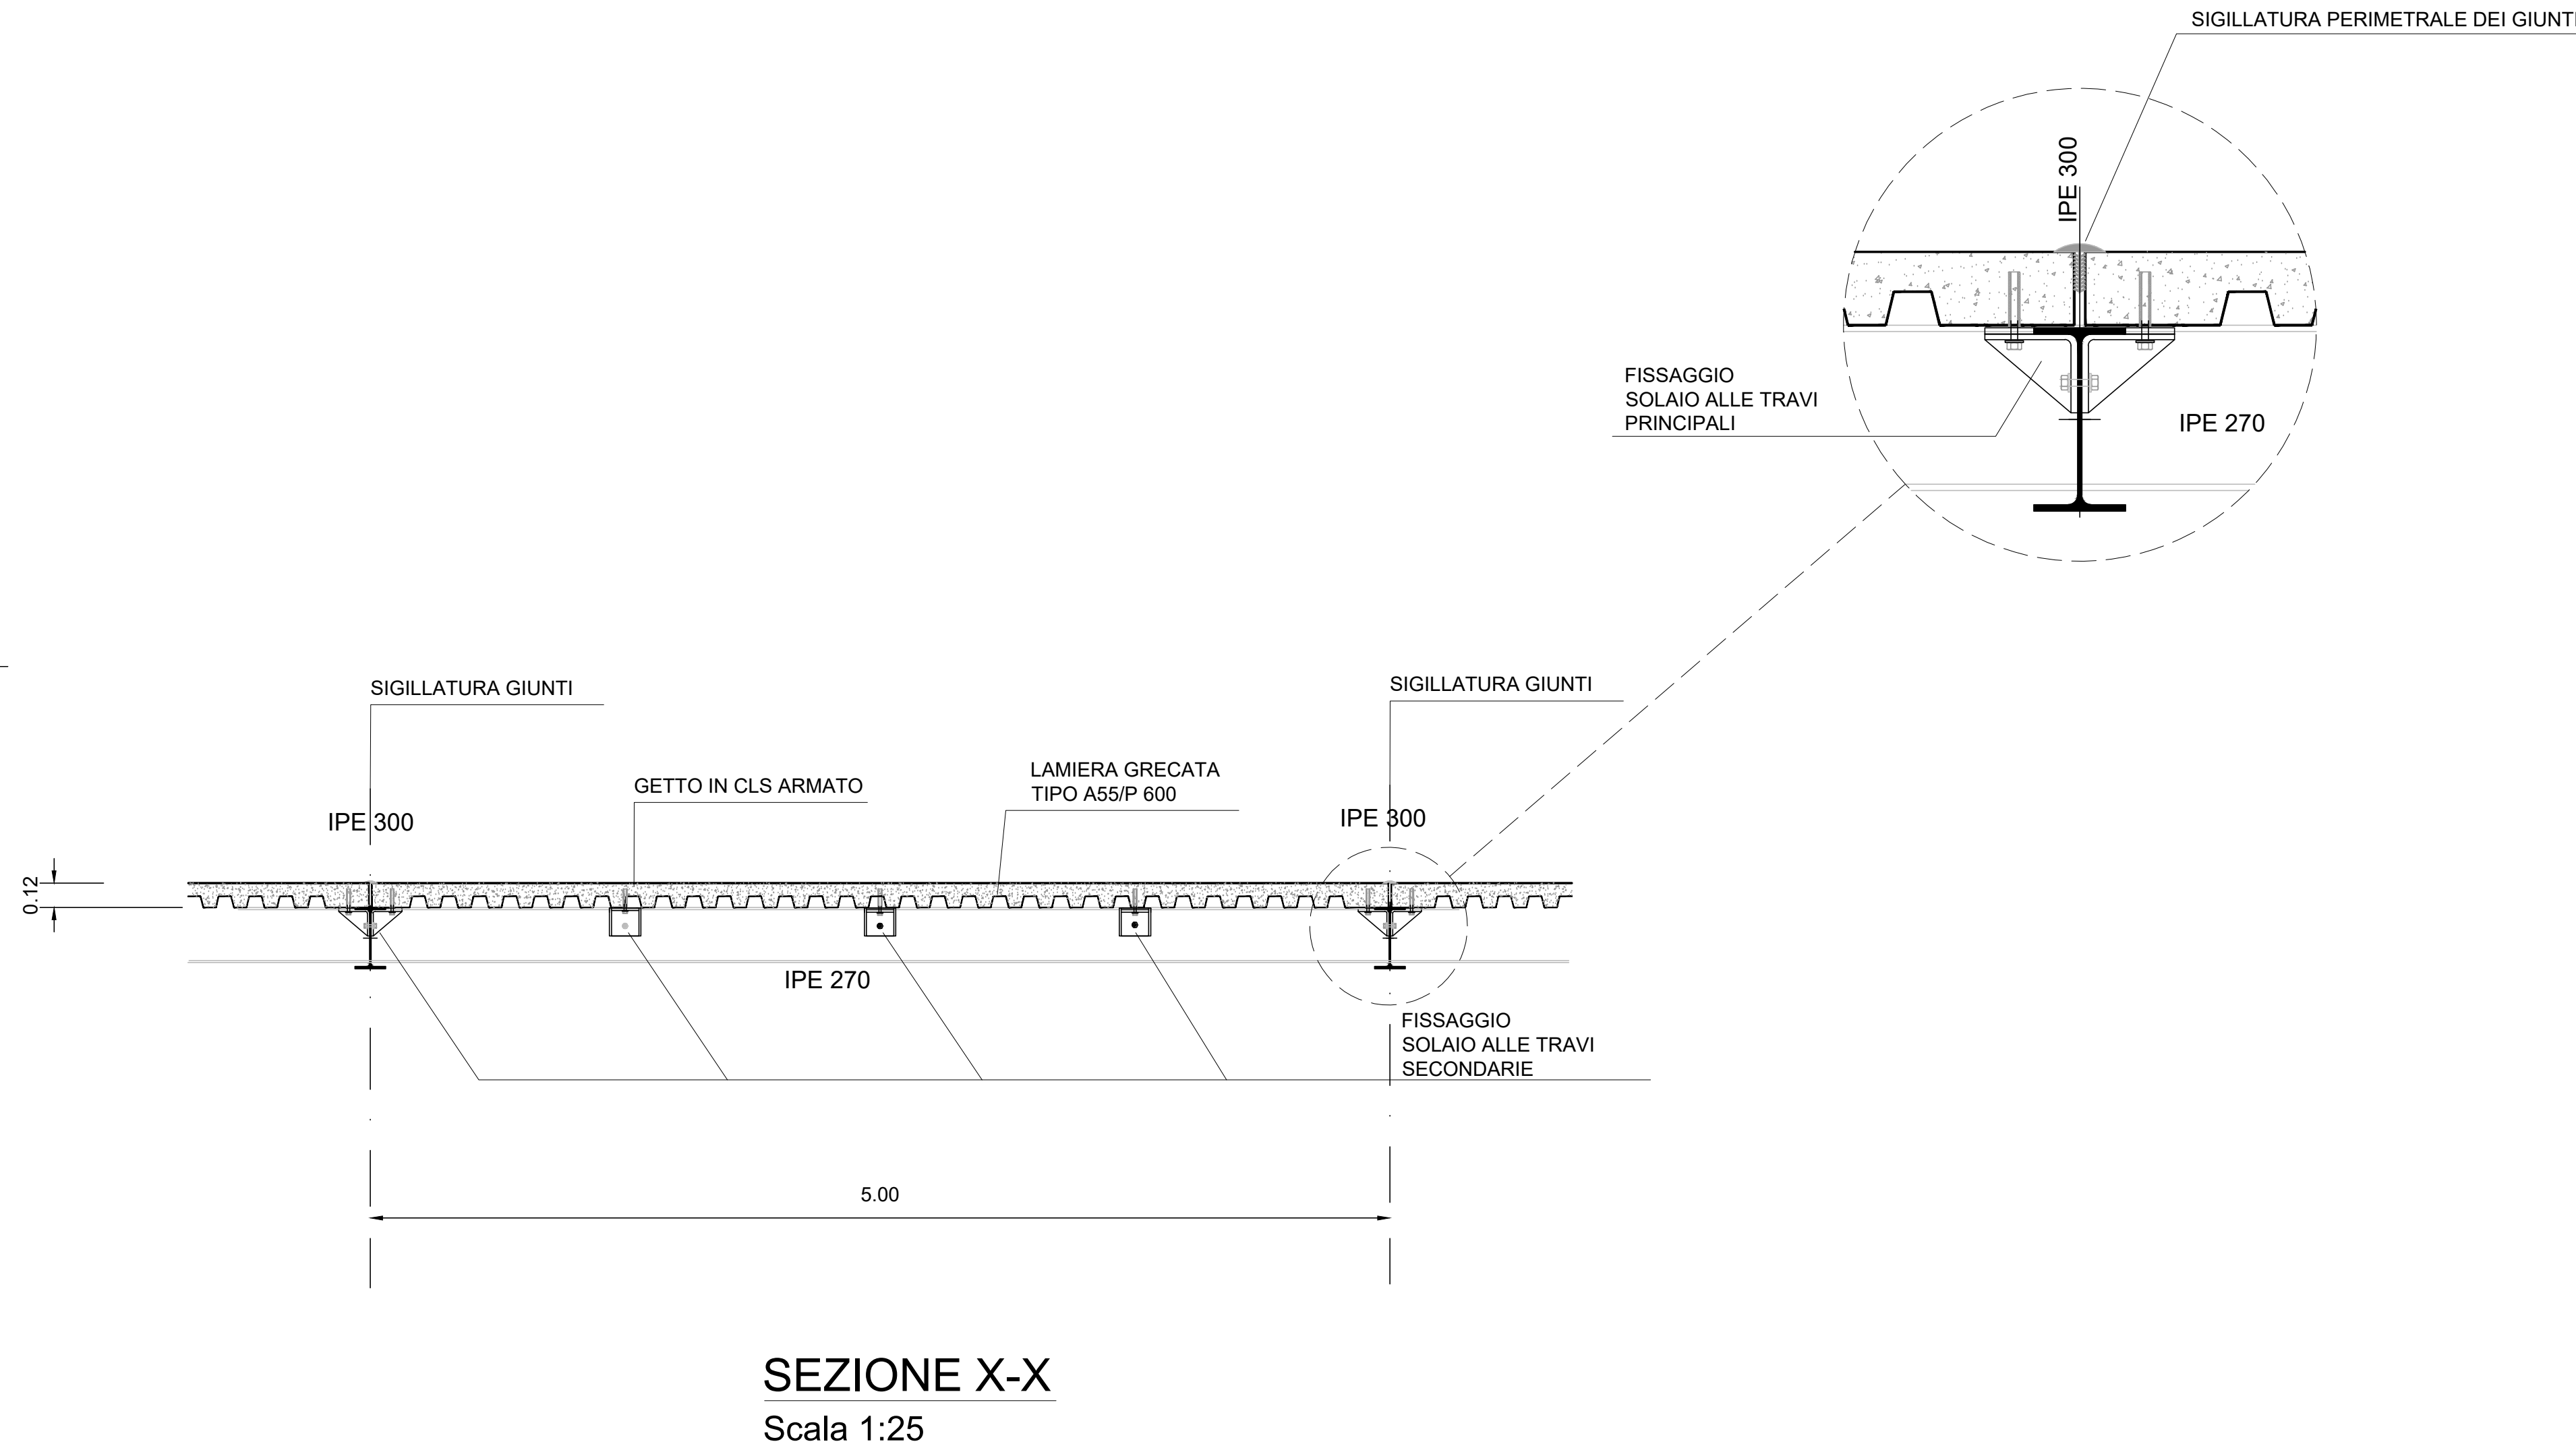 SIGILLATURA PERIMETRALE DEI GIUNTI
IPE 300
FISSAGGIO
SOLAIO ALLE TRAVI
PRINCIPALI
IPE 270
SIGILLATURA GIUNTI
SIGILLATURA GIUNTI
GETTO IN CLS ARMATO
LAMIERA GRECATA
TIPO A55/P 600
IPE 300
IPE 300
0.12
IPE 270
FISSAGGIO
SOLAIO ALLE TRAVI
SECONDARIE
5.00
SEZIONE X-X
Scala 1:25